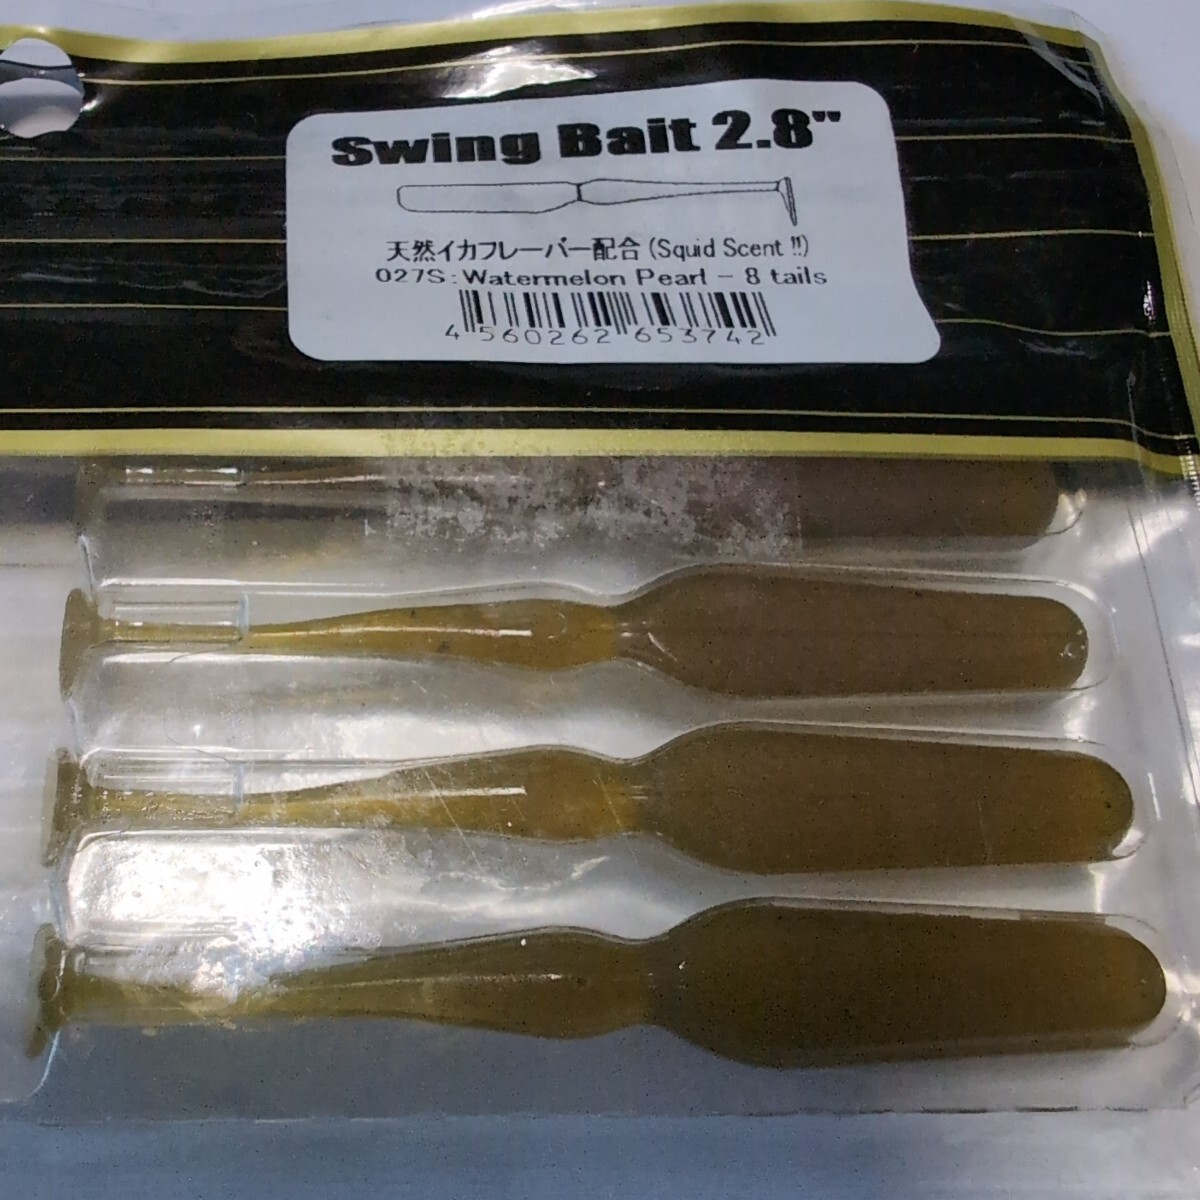 Swing Bait 2.8"
天然イカフレーバー配合 (Squid Scent !!)
027S: Watermelon Pearl - 8 tails
4 560262 653742